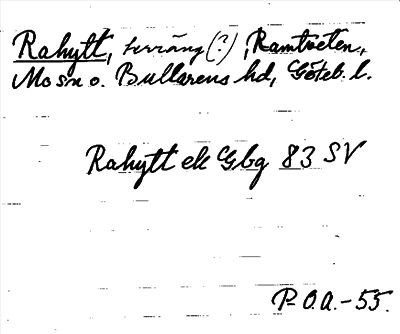 Rahytt, terräng (?), Ramtveten,
Mo sn o. Bullarens hd, Göteb. l.
Rahytt ek Gbg 83 SV
P-O.A.-55.